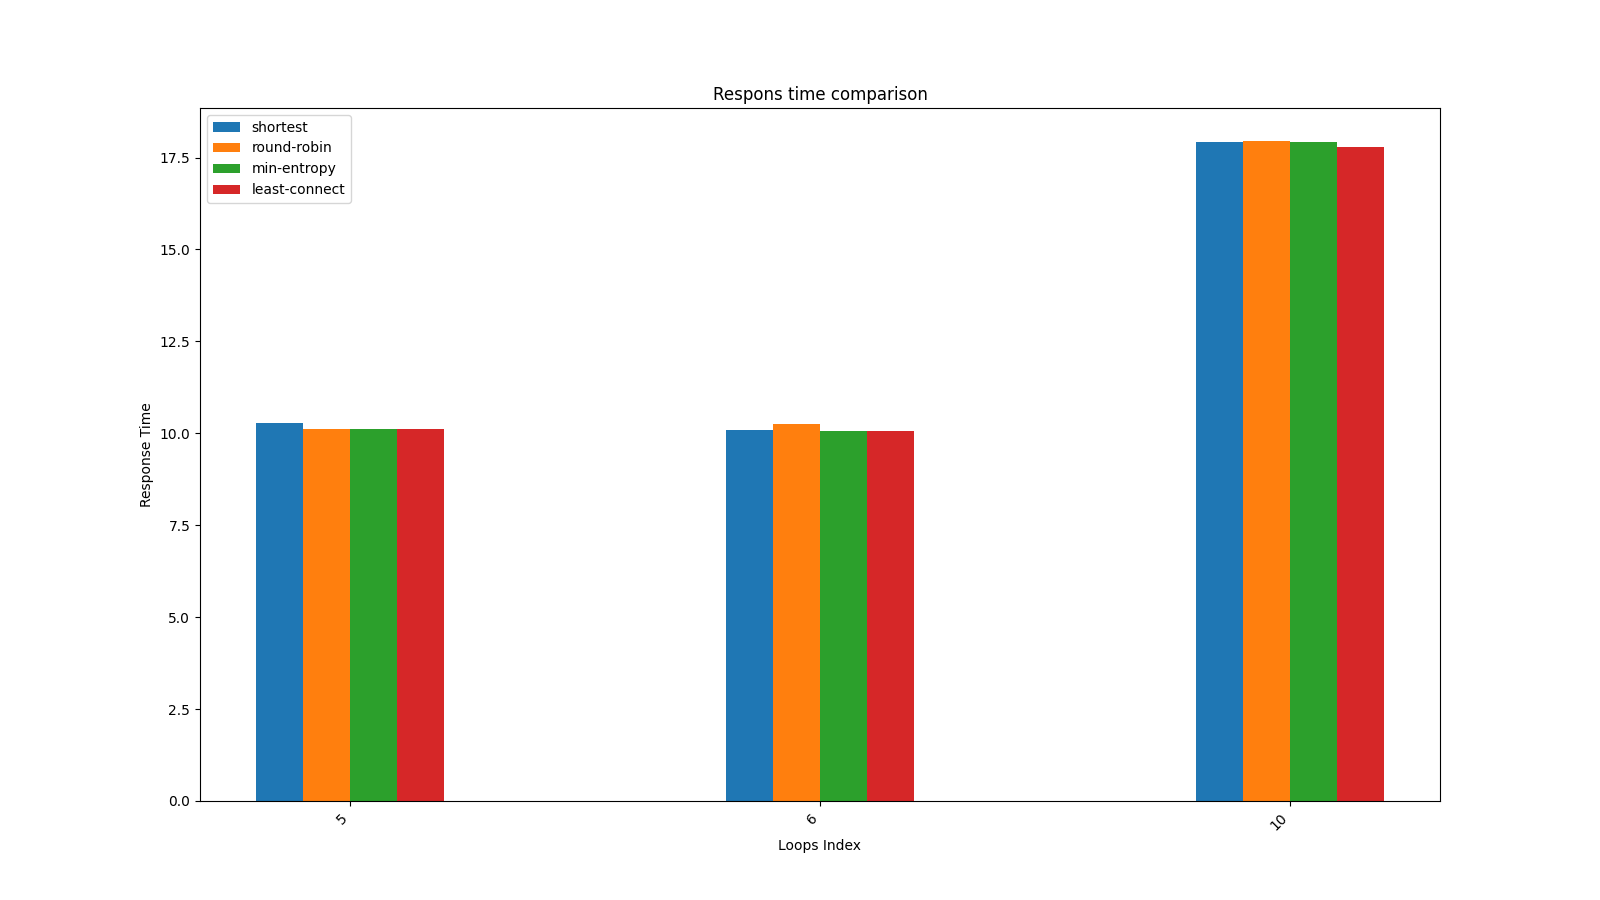 Respons time comparison
shortest
round-robin
min-entropy
least-connect
17.5
15.0
12.5
10.0
7.5
5.0
2.5
0.0
Response Time
5
6
10
Loops Index